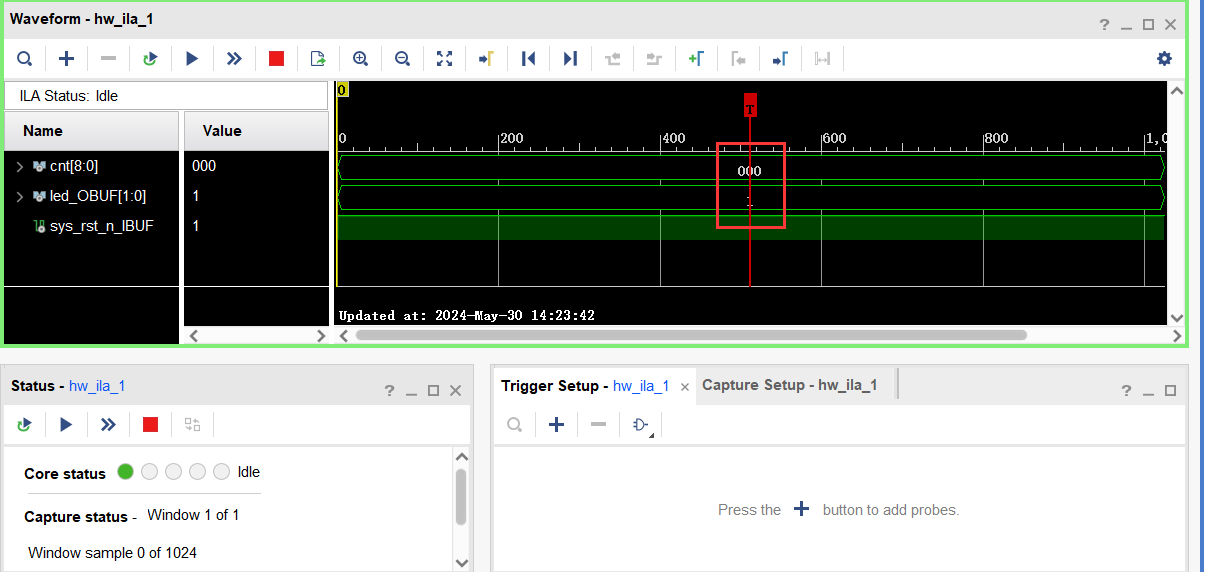 Waveform - hw_ila_1
?
ILA Status: Idle
Name Value
cnt[8:0] 000
led_OBUF[1:0] 1
sys_rst_n_IBUF 1
0
T
0 200 400 600 800 1,0
000
1
Updated at: 2024-May-30 14:23:42
Status - hw_ila_1 ?
Core status Idle
Capture status - Window 1 of 1
Window sample 0 of 1024
Trigger Setup - hw_ila_1 × Capture Setup - hw_ila_1 ?
Press the + button to add probes.